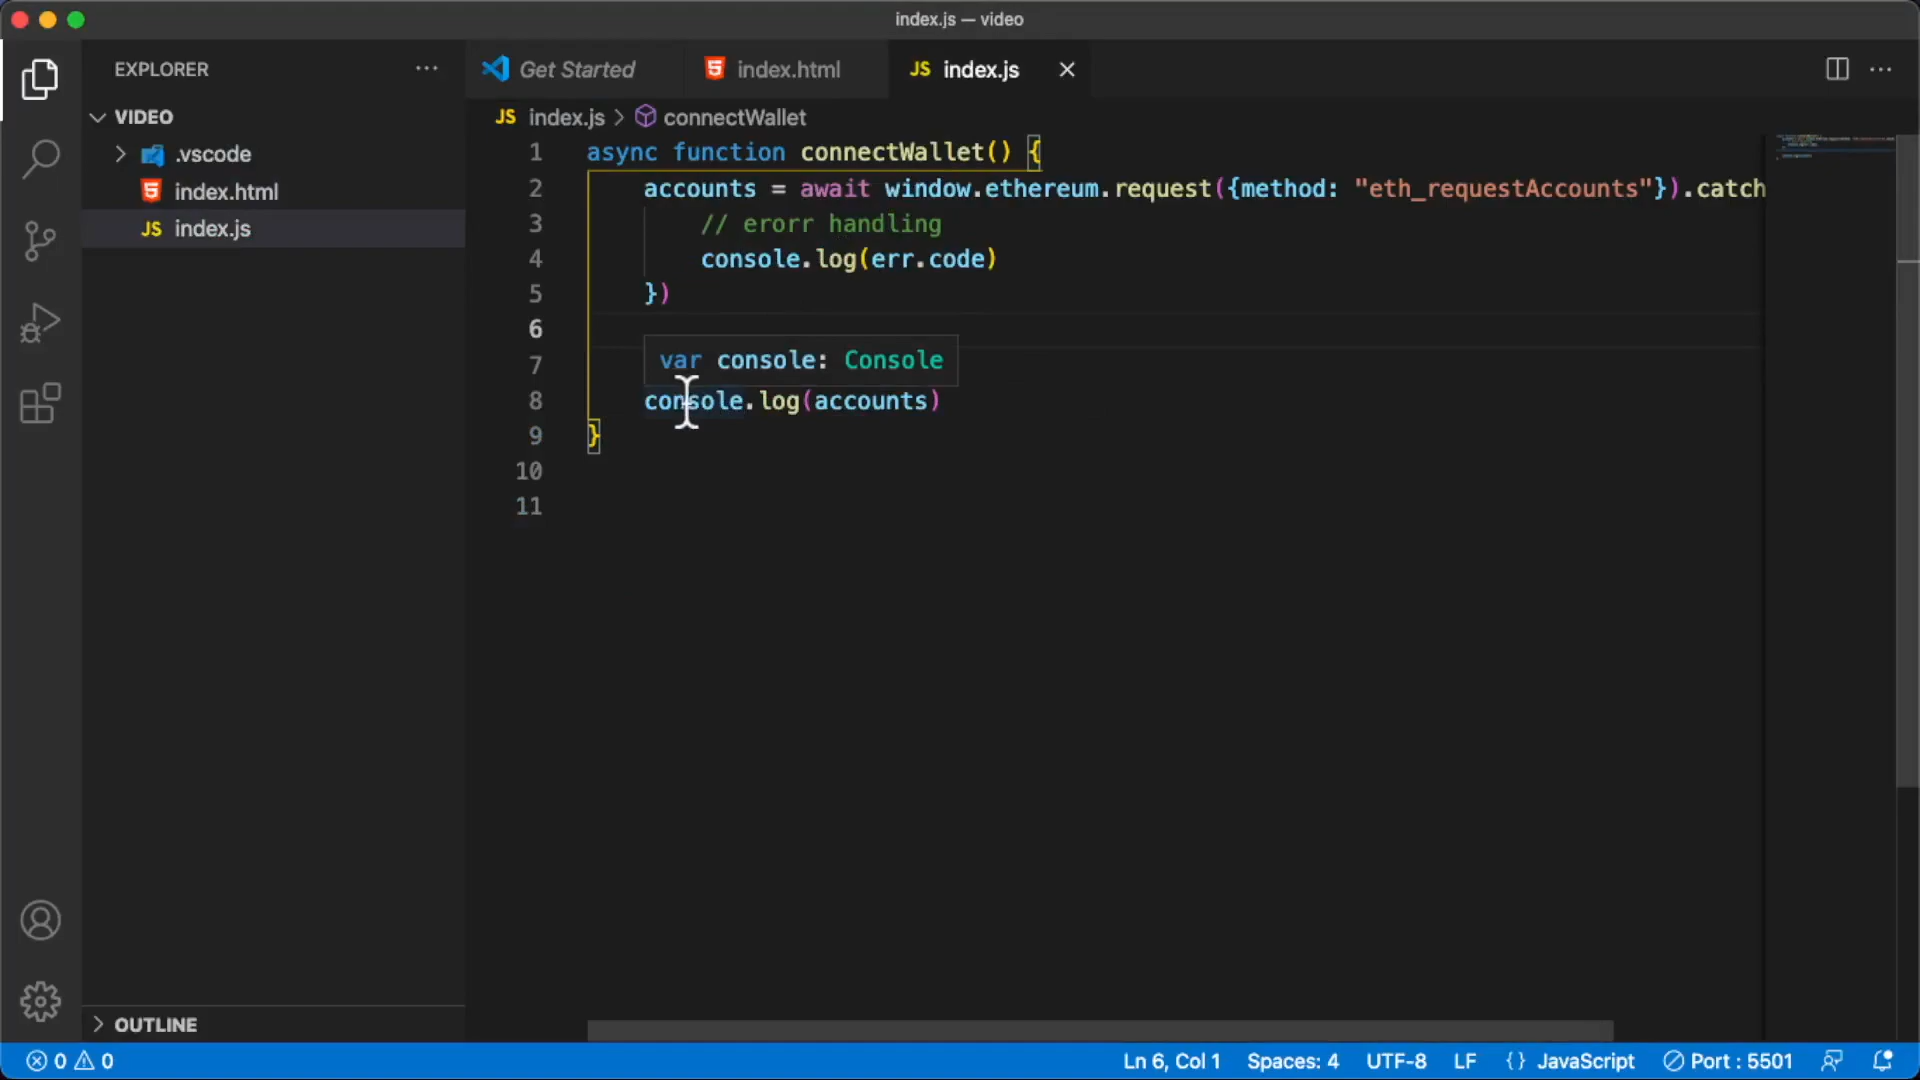 index.js — video
EXPLORER
Get Started
index.html
JS index.js
VIDEO
.vscode
index.html
JS index.js
JS index.js > connectWallet
1 async function connectWallet() {
2 accounts = await window.ethereum.request({method: "eth_requestAccounts"}).catch
3 // erorr handling
4 console.log(err.code)
5 })
6
7
var console: Console
8 console.log(accounts)
9 }
10
11
OUTLINE
0 0
Ln 6, Col 1
Spaces: 4
UTF-8
LF
{} JavaScript
Port : 5501